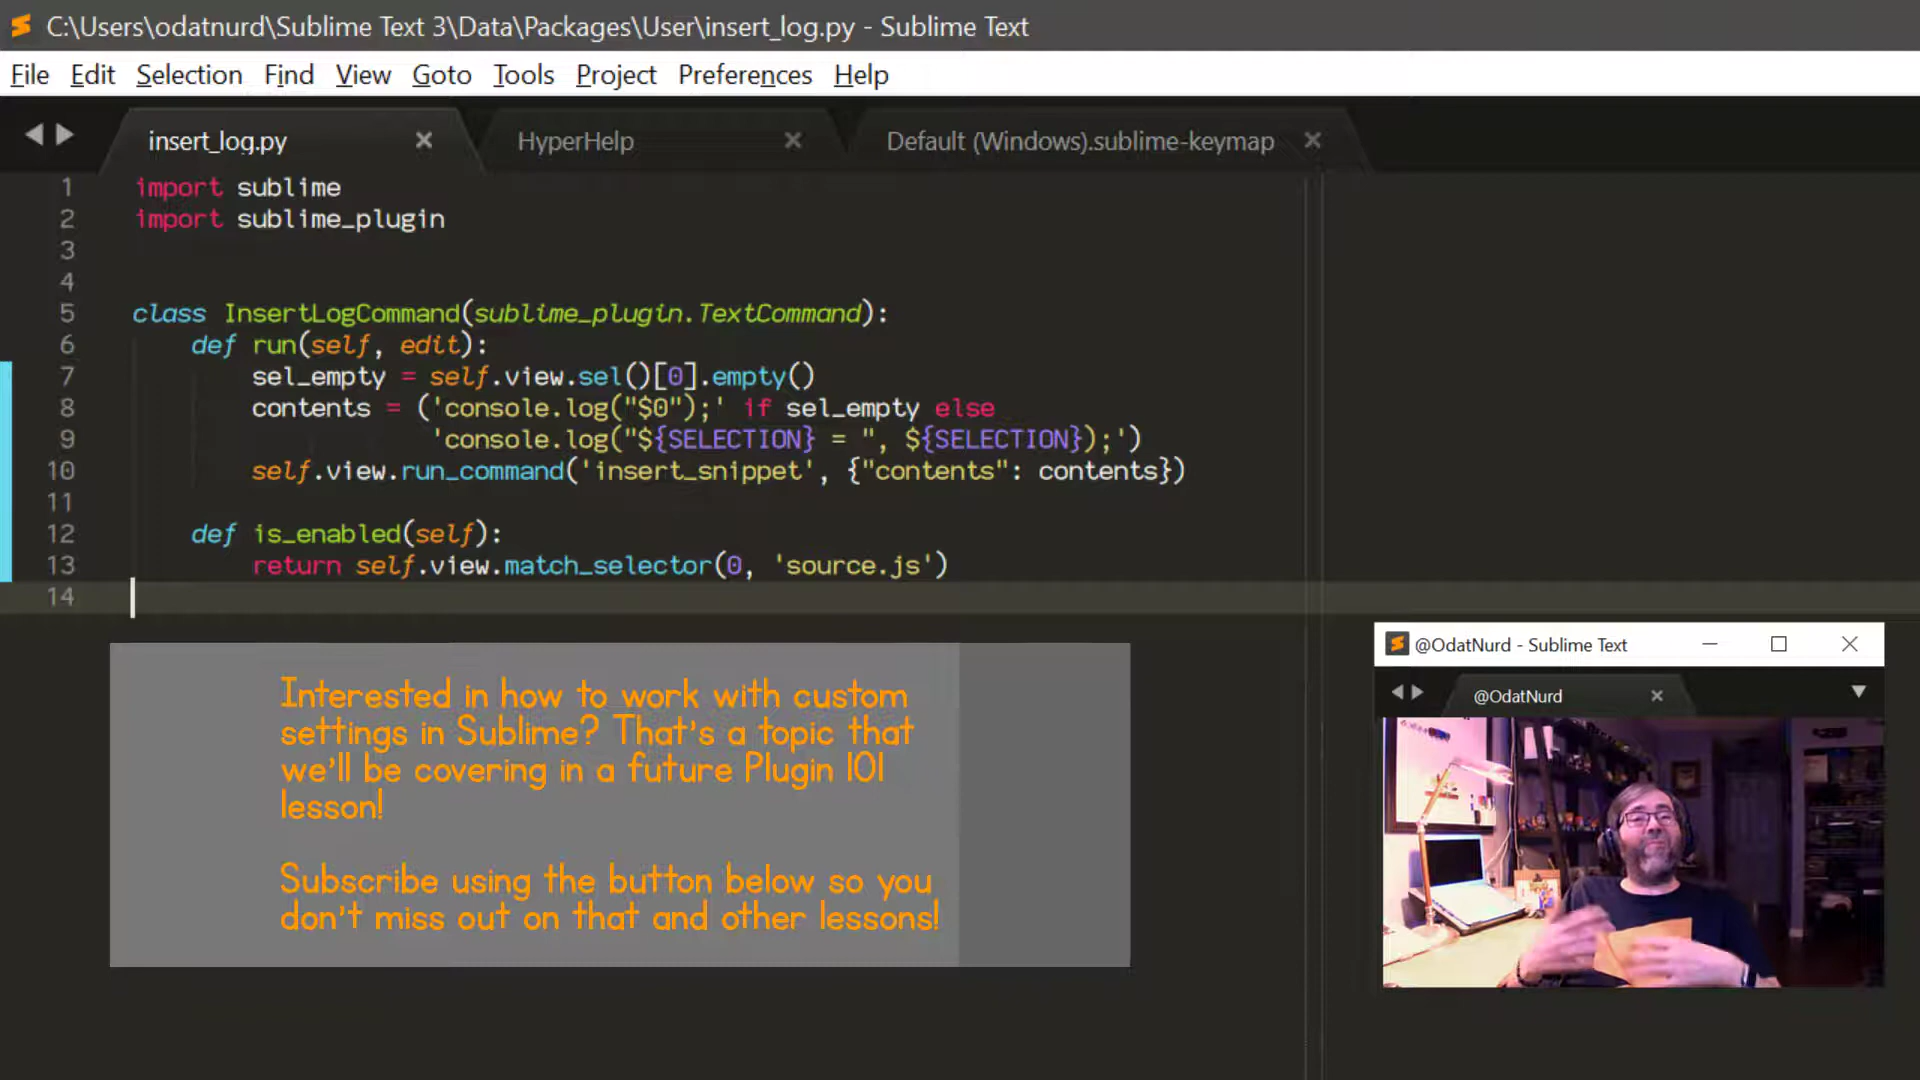 C:\Users\odatnurd\Sublime Text 3\Data\Packages\User\insert_log.py - Sublime Text
File Edit Selection Find View Goto Tools Project Preferences Help
insert_log.py HyperHelp Default (Windows).sublime-keymap
1 import sublime
2 import sublime_plugin
3
4
5 class InsertLogCommand(sublime_plugin.TextCommand):
6 def run(self, edit):
7 sel_empty = self.view.sel()[0].empty()
8 contents = ('console.log("$0");' if sel_empty else
9 'console.log("${SELECTION} = ", ${SELECTION});')
10 self.view.run_command('insert_snippet', {"contents": contents})
11
12 def is_enabled(self):
13 return self.view.match_selector(0, 'source.js')
14
Interested in how to work with custom
settings in Sublime? That's a topic that
we'll be covering in a future Plugin 101
lesson!
Subscribe using the button below so you
don't miss out on that and other lessons!
@OdatNurd - Sublime Text
@OdatNurd